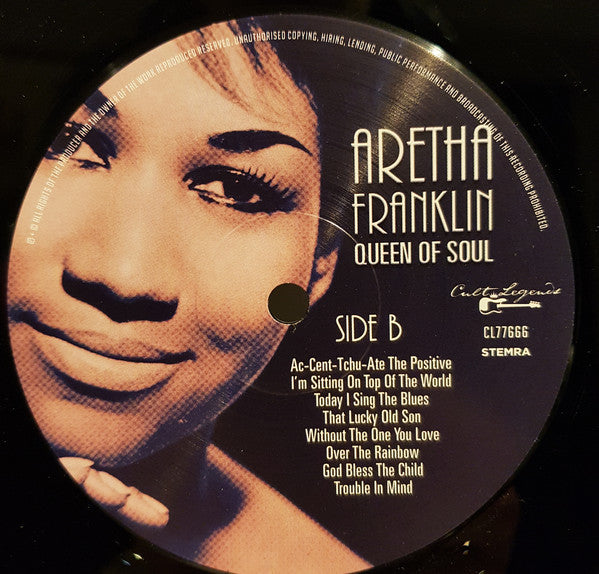 ℗ + © ALL RIGHTS OF THE PRODUCER AND THE OWNER OF THE WORK REPRODUCED RESERVED. UNAUTHORISED COPYING, HIRING, LENDING, PUBLIC PERFORMANCE AND BROADCASTING OF THIS RECORDING PROHIBITED.
ARETHA
FRANKLIN
QUEEN OF SOUL
Cult Legends
CL77666
STEMRA
SIDE B
Ac-Cent-Tchu-Ate The Positive
I'm Sitting On Top Of The World
Today I Sing The Blues
That Lucky Old Son
Without The One You Love
Over The Rainbow
God Bless The Child
Trouble In Mind